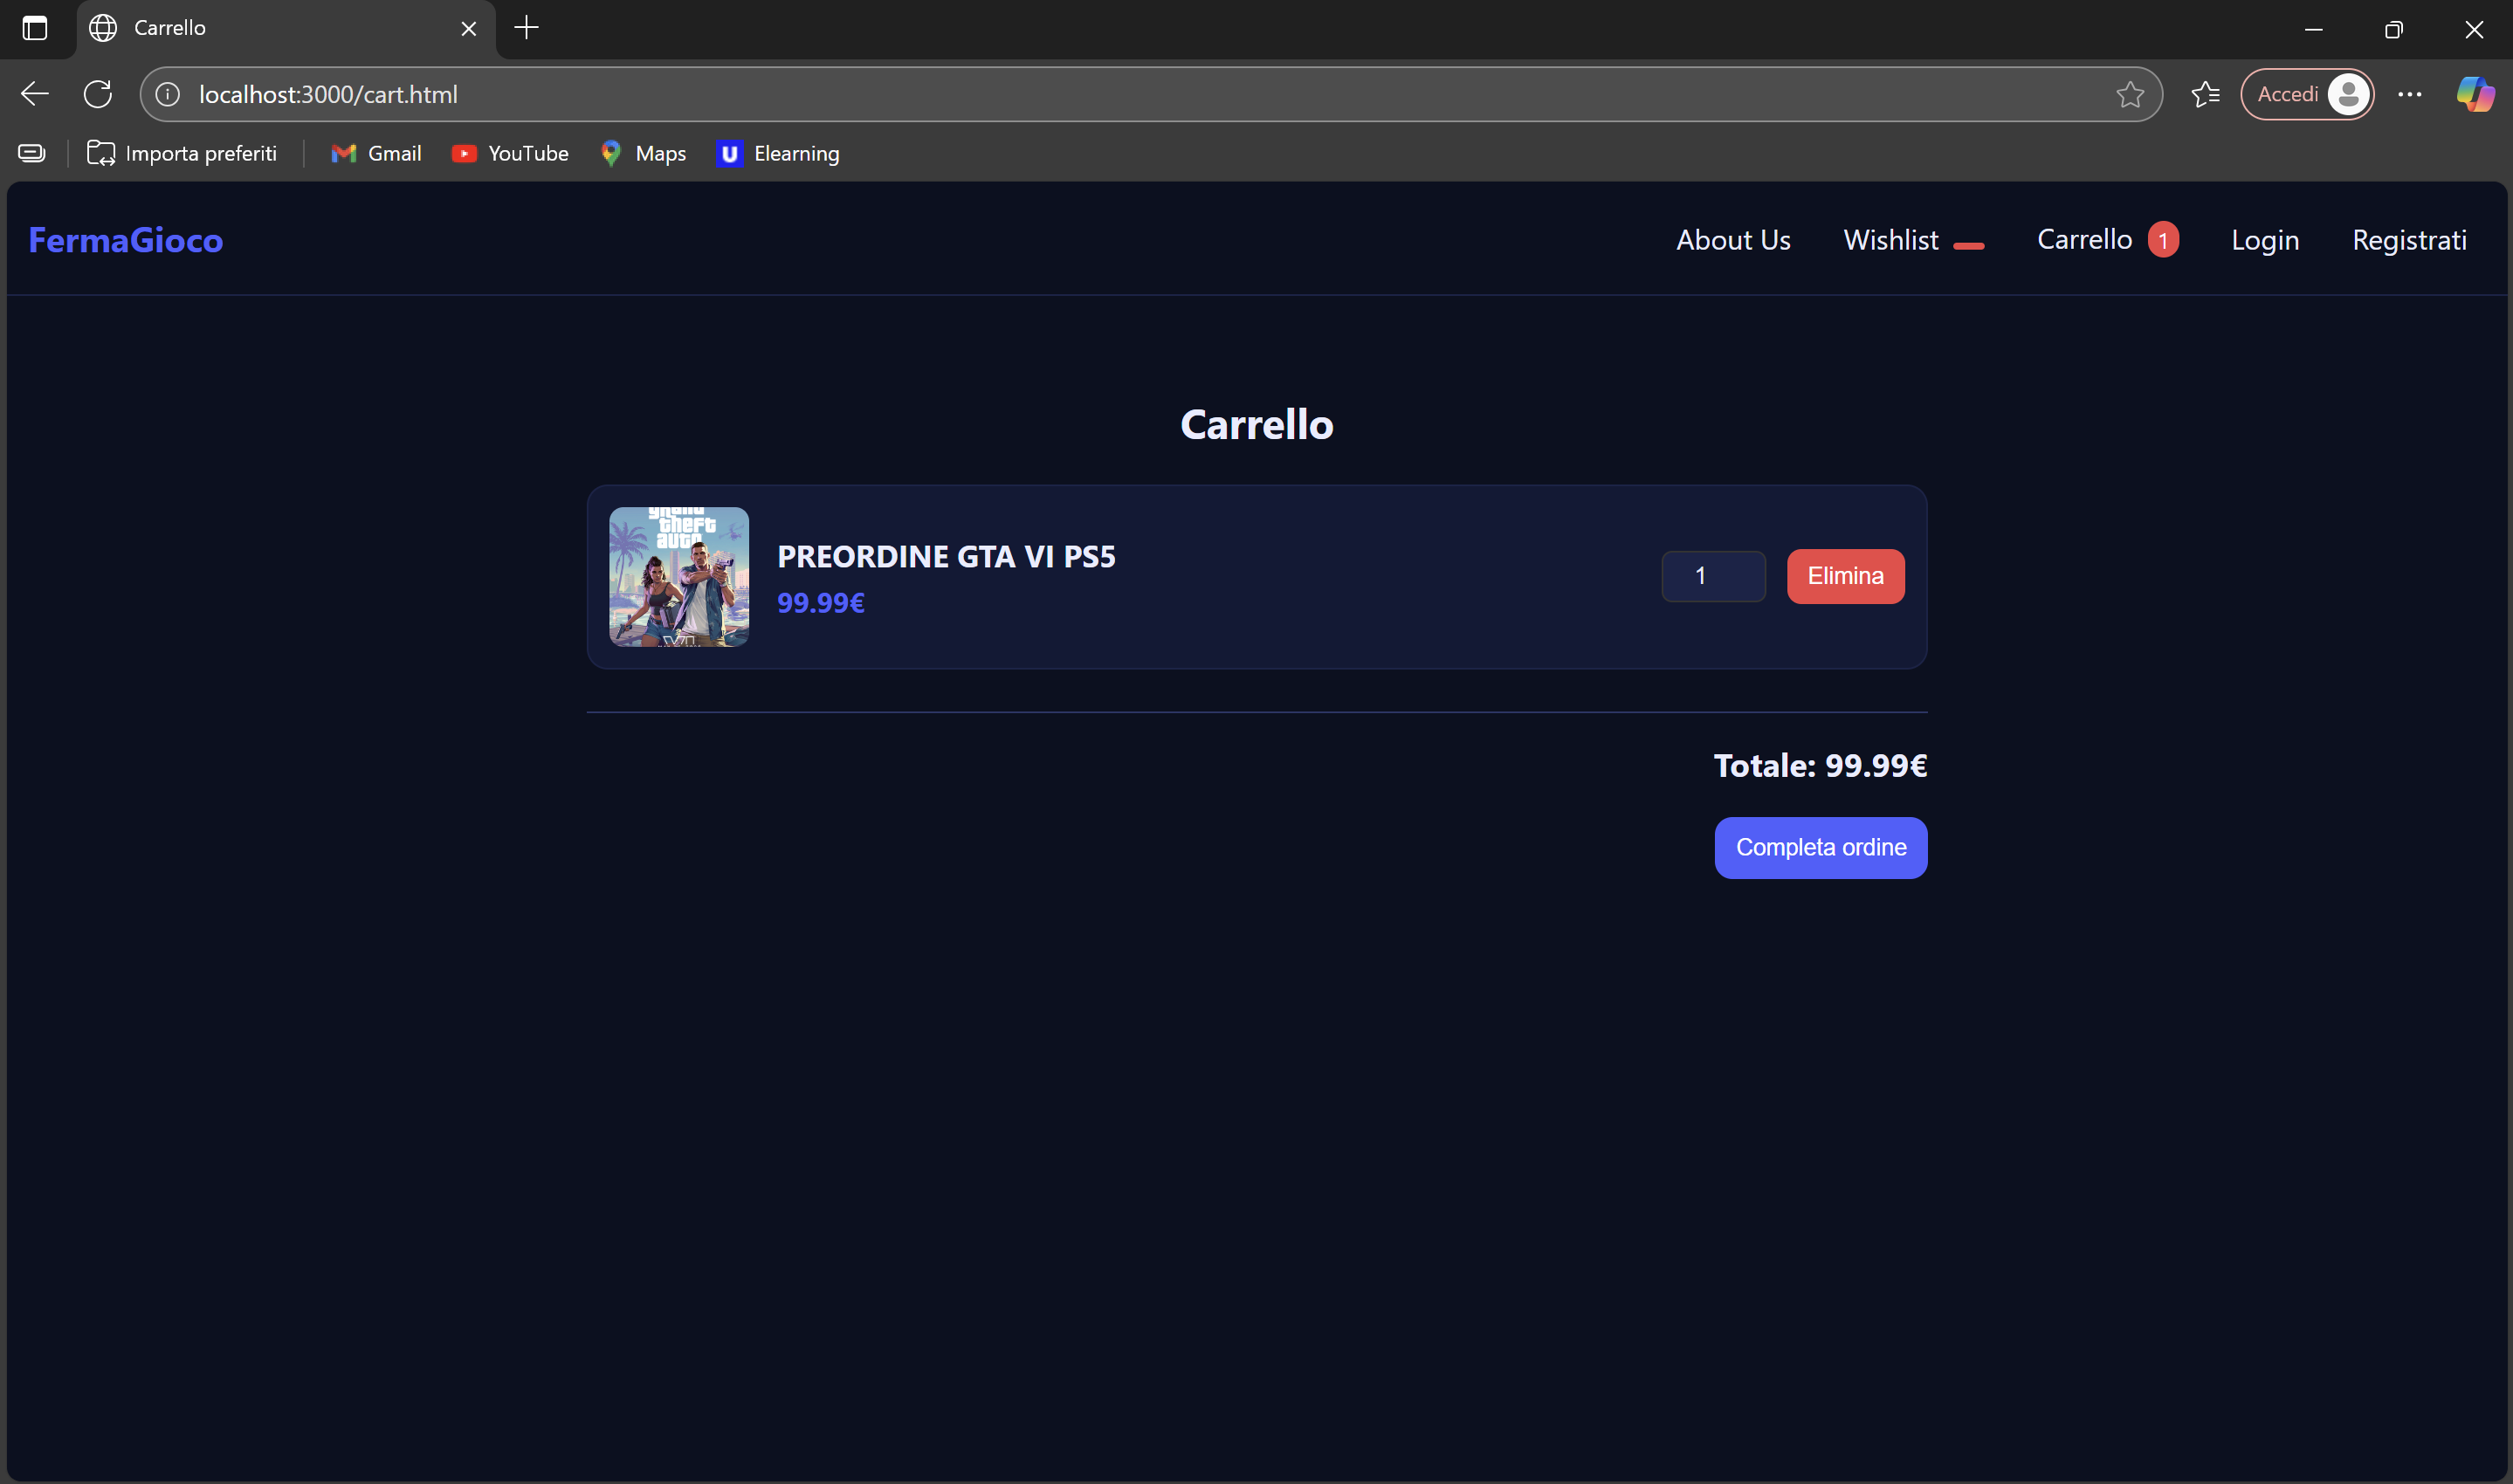 Carrello
localhost:3000/cart.html
Accedi
Importa preferiti
Gmail
YouTube
Maps
U Elearning
FermaGioco
About Us
Wishlist
Carrello 1
Login
Registrati
Carrello
grand
theft
auto
VI
PREORDINE GTA VI PS5
99.99€
1
Elimina
Totale: 99.99€
Completa ordine